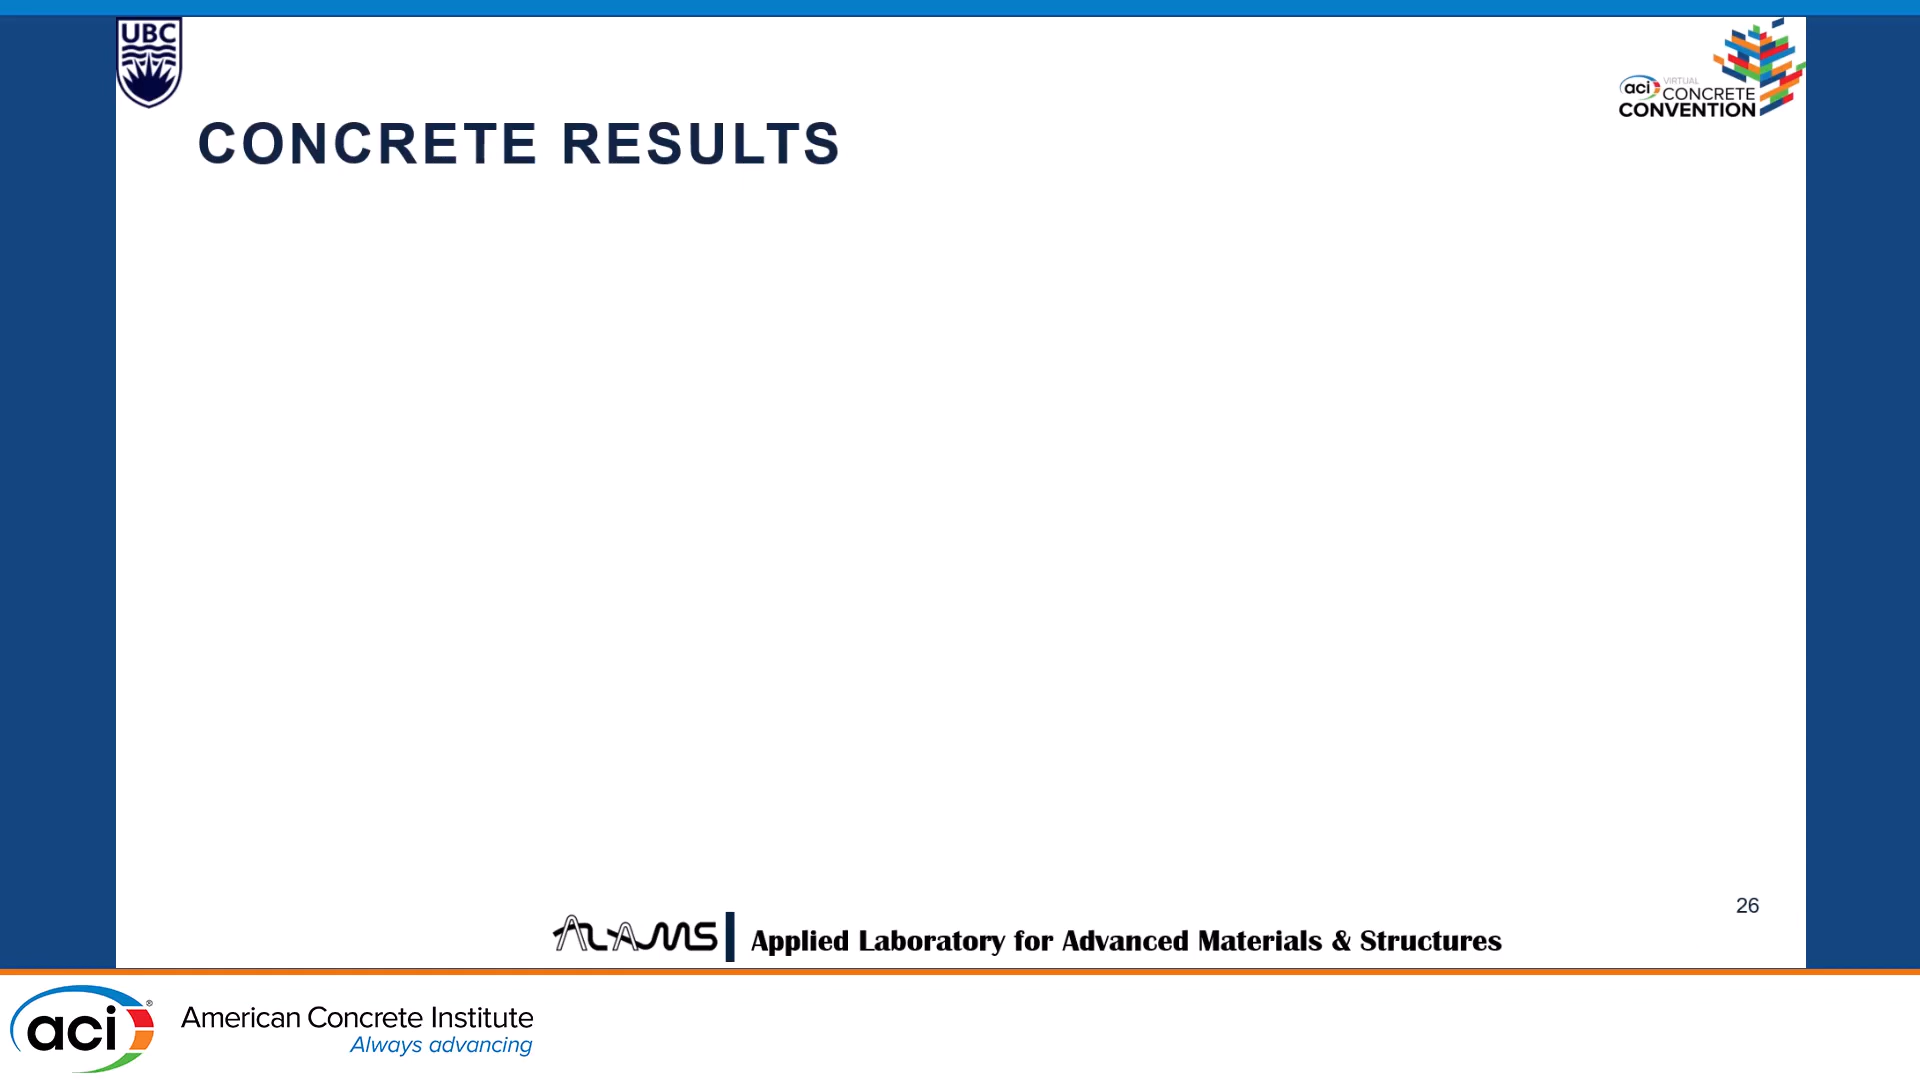 UBC
aci VIRTUAL
CONCRETE
CONVENTION
CONCRETE RESULTS
26
ALAMS
Applied Laboratory for Advanced Materials & Structures
aci®
American Concrete Institute
Always advancing